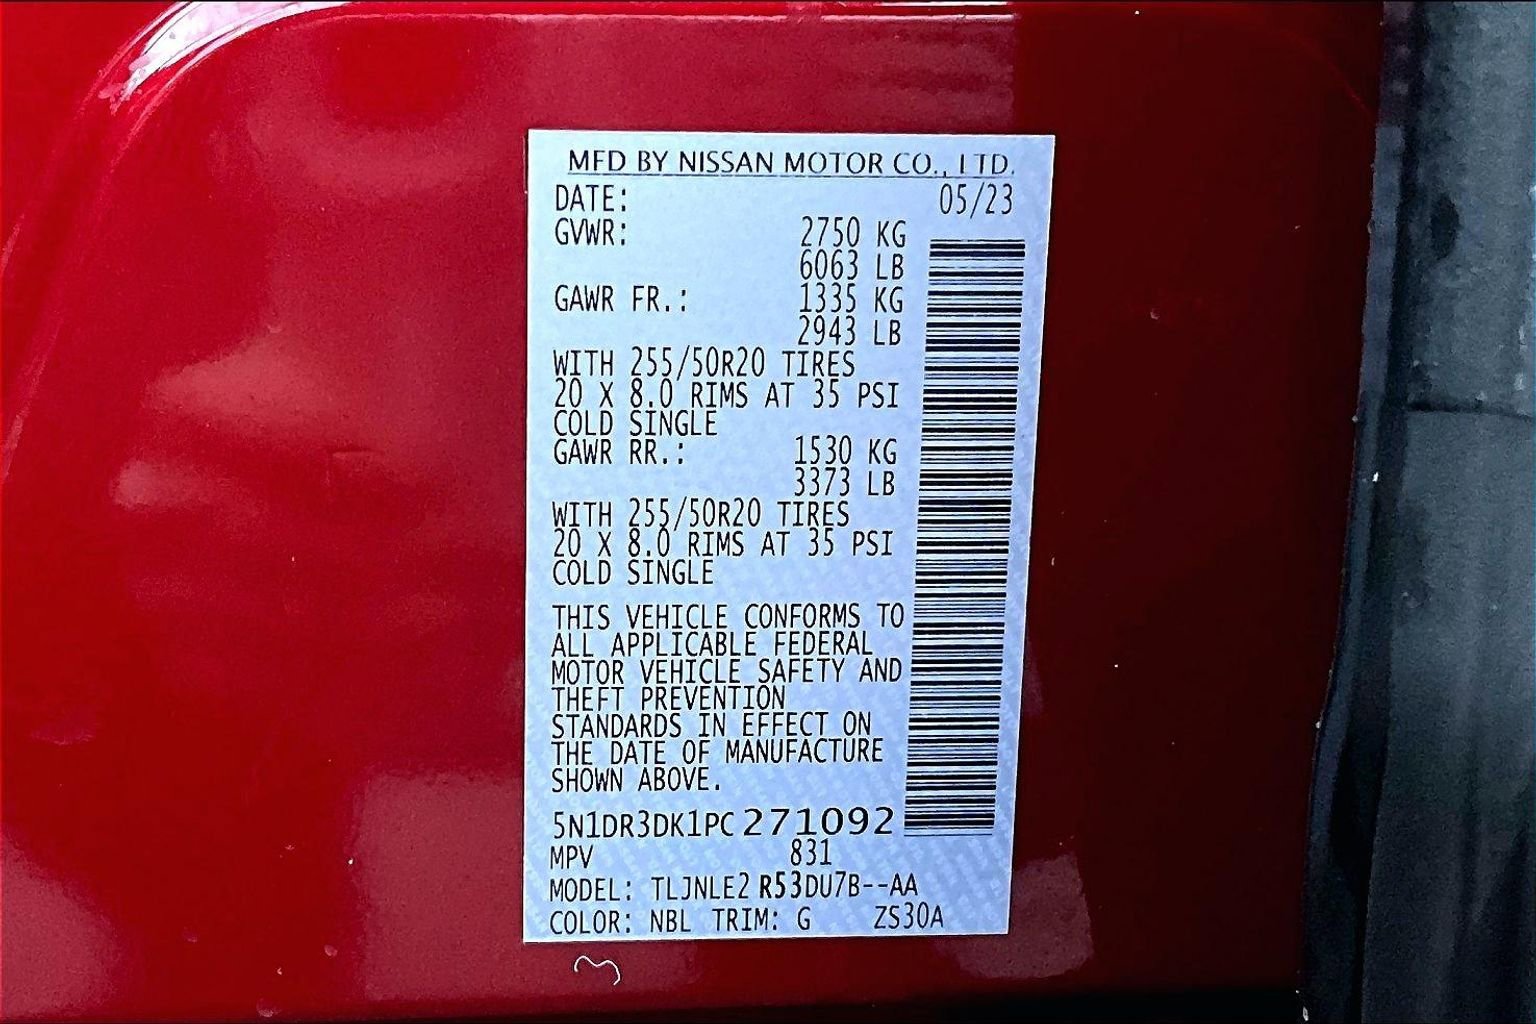 MFD BY NISSAN MOTOR CO., LTD.
DATE: 05/23
GVWR: 2750 KG
6063 LB
GAWR FR.: 1335 KG
2943 LB
WITH 255/50R20 TIRES
20 X 8.0 RIMS AT 35 PSI
COLD SINGLE
GAWR RR.: 1530 KG
3373 LB
WITH 255/50R20 TIRES
20 X 8.0 RIMS AT 35 PSI
COLD SINGLE
THIS VEHICLE CONFORMS TO
ALL APPLICABLE FEDERAL
MOTOR VEHICLE SAFETY AND
THEFT PREVENTION
STANDARDS IN EFFECT ON
THE DATE OF MANUFACTURE
SHOWN ABOVE.
5N1DR3DK1PC271092
MPV 831
MODEL: TLJNLE2 R53DU7B--AA
COLOR: NBL TRIM: G ZS30A